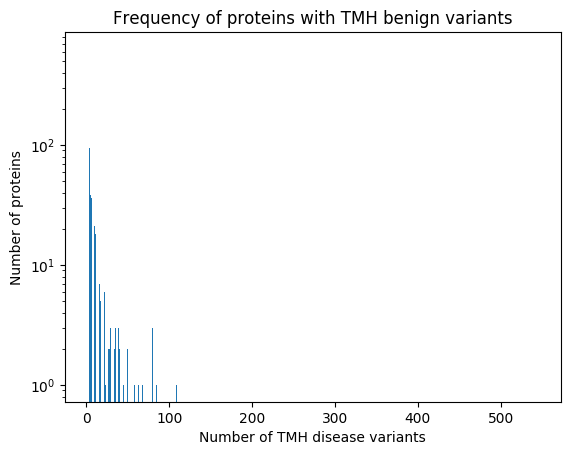 Frequency of proteins with TMH benign variants
Number of proteins
10²
10¹
10⁰
0 100 200 300 400 500
Number of TMH disease variants